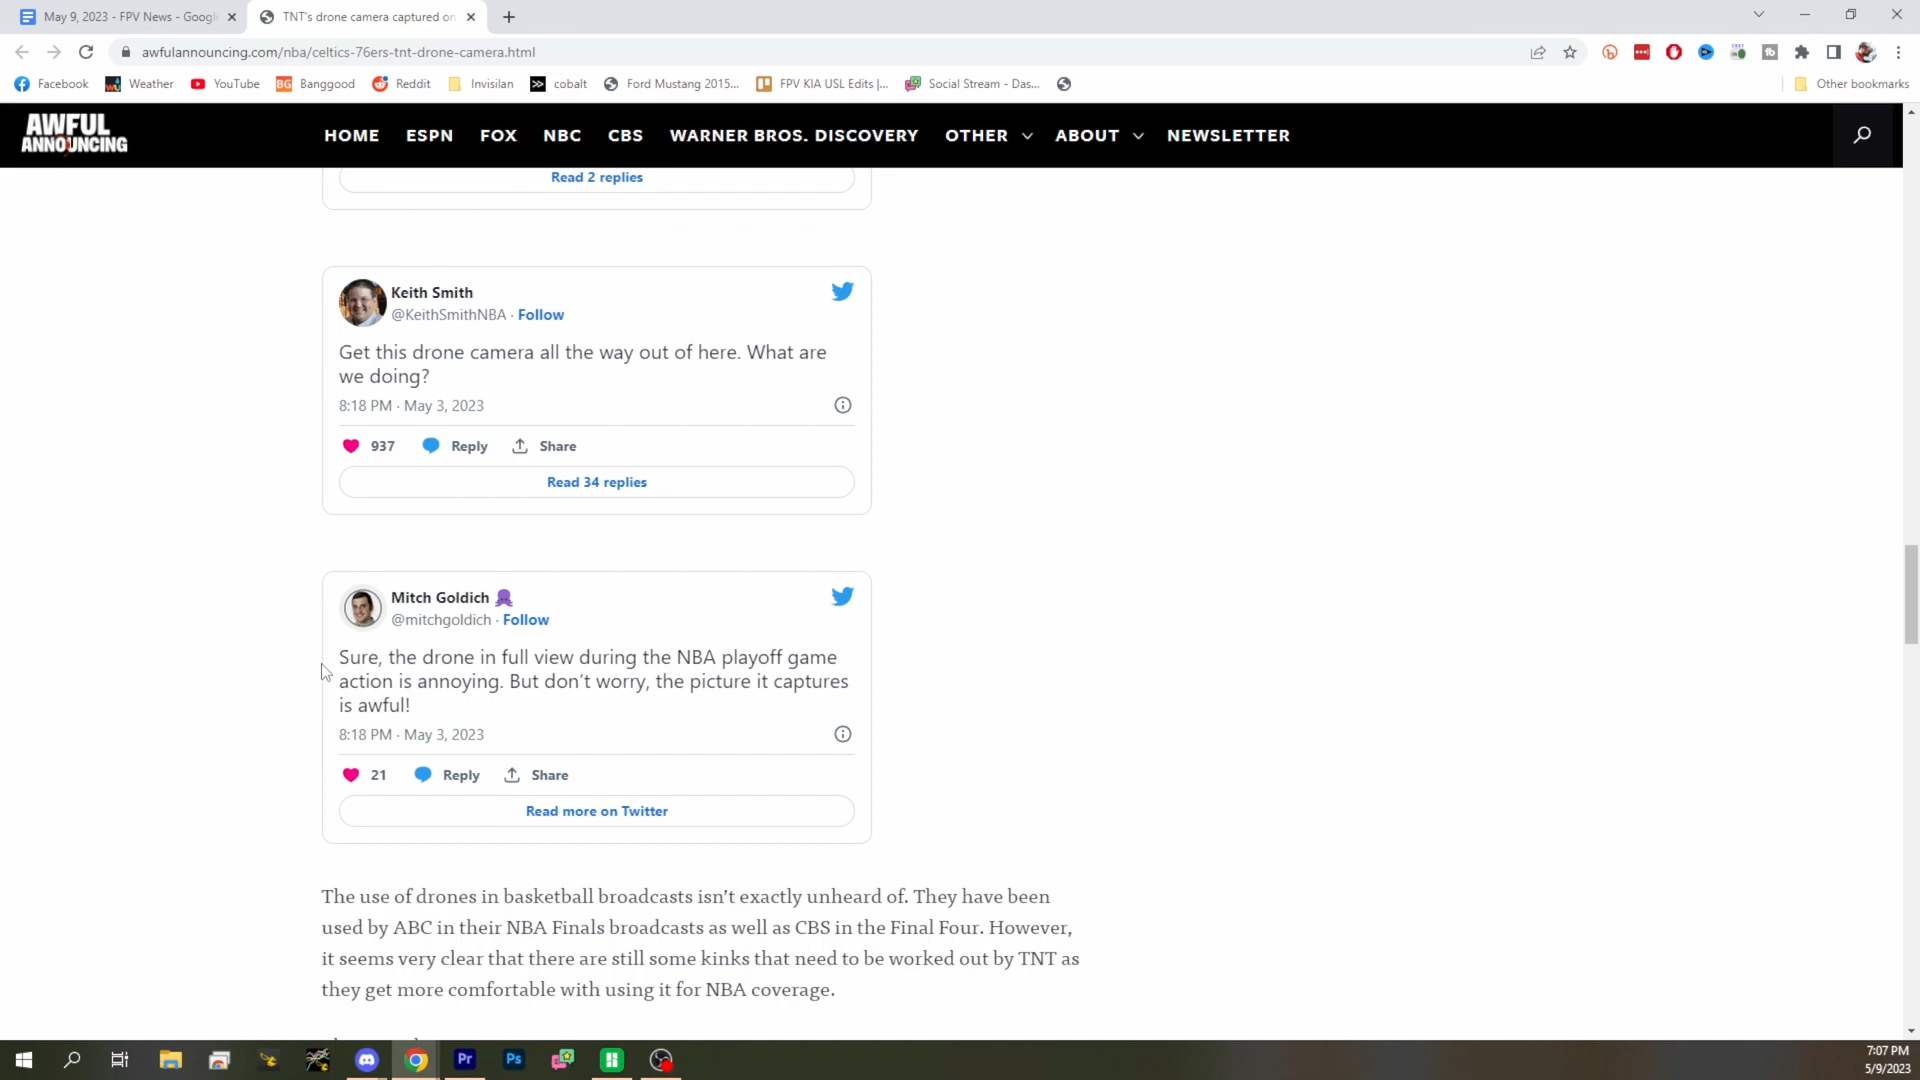 May 9, 2023 - FPV News - Googl
TNT's drone camera captured on
awfulannouncing.com/nba/celtics-76ers-tnt-drone-camera.html
Facebook
Weather
YouTube
BG
Banggood
Reddit
Invisilan
cobalt
Ford Mustang 2015...
FPV KIA USL Edits |...
Social Stream - Das...
Other bookmarks
AWFUL
ANNOUNCING
HOME
ESPN
FOX
NBC
CBS
WARNER BROS. DISCOVERY
OTHER
ABOUT
NEWSLETTER
Read 2 replies
Keith Smith
@KeithSmithNBA · Follow
Get this drone camera all the way out of here. What are
we doing?
8:18 PM · May 3, 2023
937
Reply
Share
Read 34 replies
Mitch Goldich
@mitchgoldich · Follow
Sure, the drone in full view during the NBA playoff game
action is annoying. But don't worry, the picture it captures
is awful!
8:18 PM · May 3, 2023
21
Reply
Share
Read more on Twitter
The use of drones in basketball broadcasts isn't exactly unheard of. They have been
used by ABC in their NBA Finals broadcasts as well as CBS in the Final Four. However,
it seems very clear that there are still some kinks that need to be worked out by TNT as
they get more comfortable with using it for NBA coverage.
Pr
Ps
7:07 PM
5/9/2023